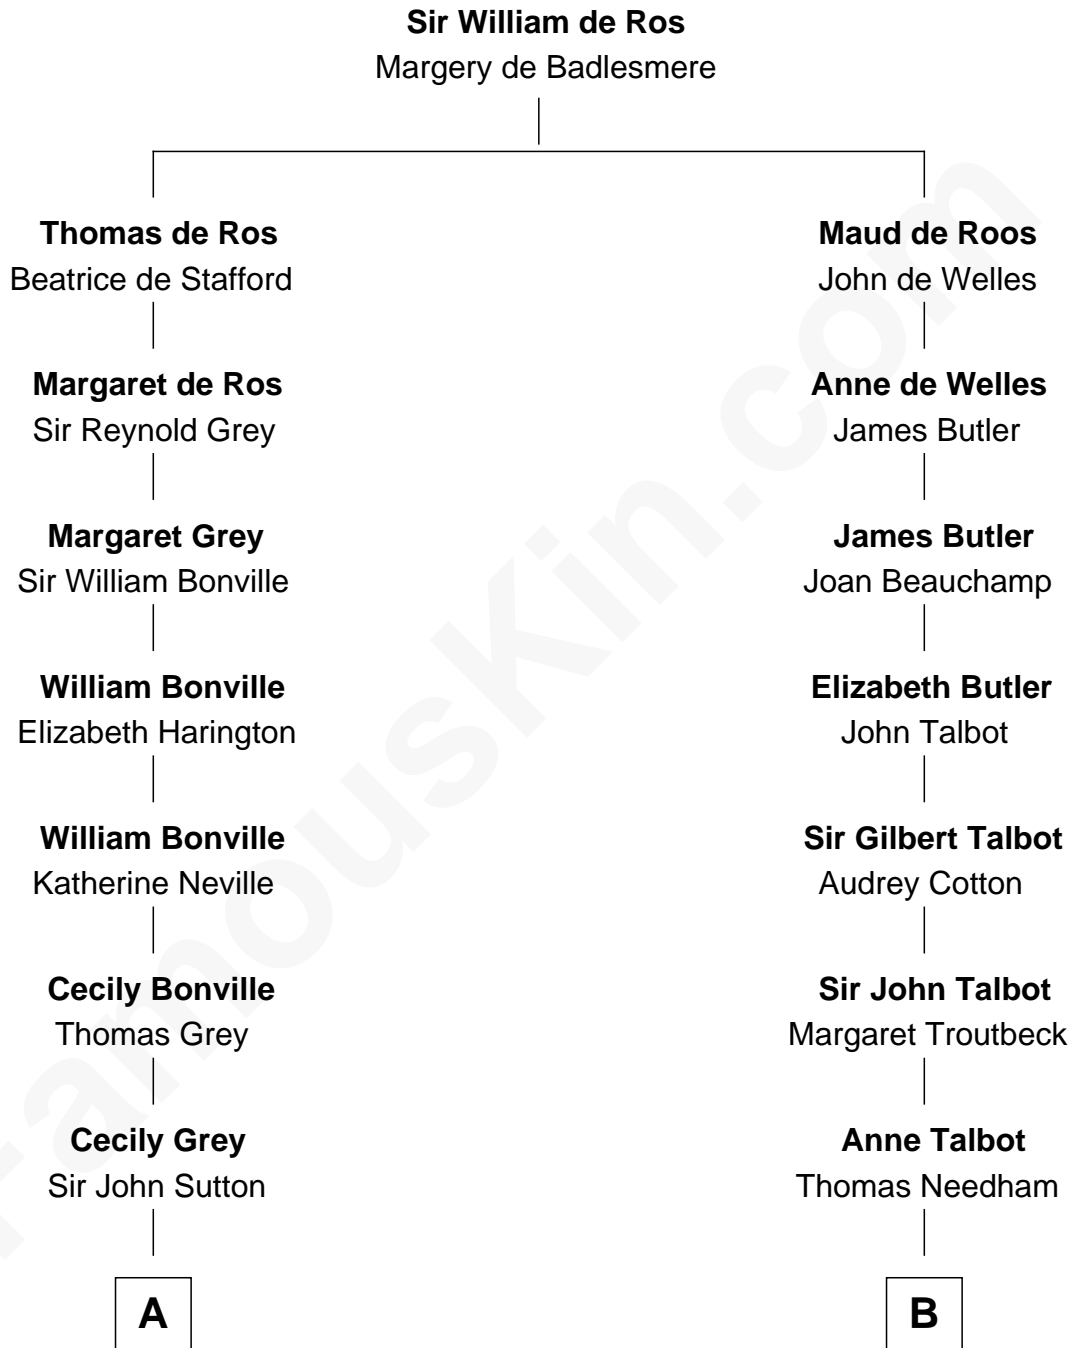 Sir William de Ros
Margery de Badlesmere
Thomas de Ros
Beatrice de Stafford
Margaret de Ros
Sir Reynold Grey
Margaret Grey
Sir William Bonville
William Bonville
Elizabeth Harington
William Bonville
Katherine Neville
Cecily Bonville
Thomas Grey
Cecily Grey
Sir John Sutton
A
Maud de Roos
John de Welles
Anne de Welles
James Butler
James Butler
Joan Beauchamp
Elizabeth Butler
John Talbot
Sir Gilbert Talbot
Audrey Cotton
Sir John Talbot
Margaret Troutbeck
Anne Talbot
Thomas Needham
B
FamousKin.com